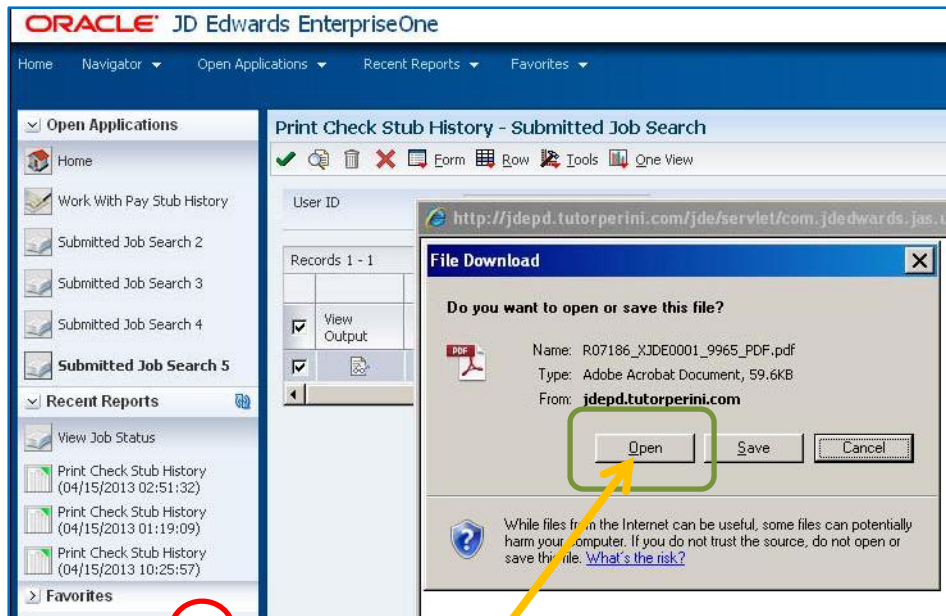 ORACLE JD Edwards EnterpriseOne
Home Navigator Open Applications Recent Reports Favorites
Open Applications
Home
Work With Pay Stub History
Submitted Job Search 2
Submitted Job Search 3
Submitted Job Search 4
Submitted Job Search 5
Recent Reports
View Job Status
Print Check Stub History
(04/15/2013 02:51:32)
Print Check Stub History
(04/15/2013 01:19:09)
Print Check Stub History
(04/15/2013 10:25:57)
Favorites
Print Check Stub History - Submitted Job Search
Form Row Tools One View
User ID
Records 1 - 1
View
Output
http://jdepd.tutorperini.com/jde/servlet/com.jdedwards.jas.
File Download
Do you want to open or save this file?
PDF
Name: R07186_XJDE0001_9965_PDF.pdf
Type: Adobe Acrobat Document, 59.6KB
From: jdepd.tutorperini.com
Open Save Cancel
While files from the Internet can be useful, some files can potentially
harm your computer. If you do not trust the source, do not open or
save this file. What's the risk?